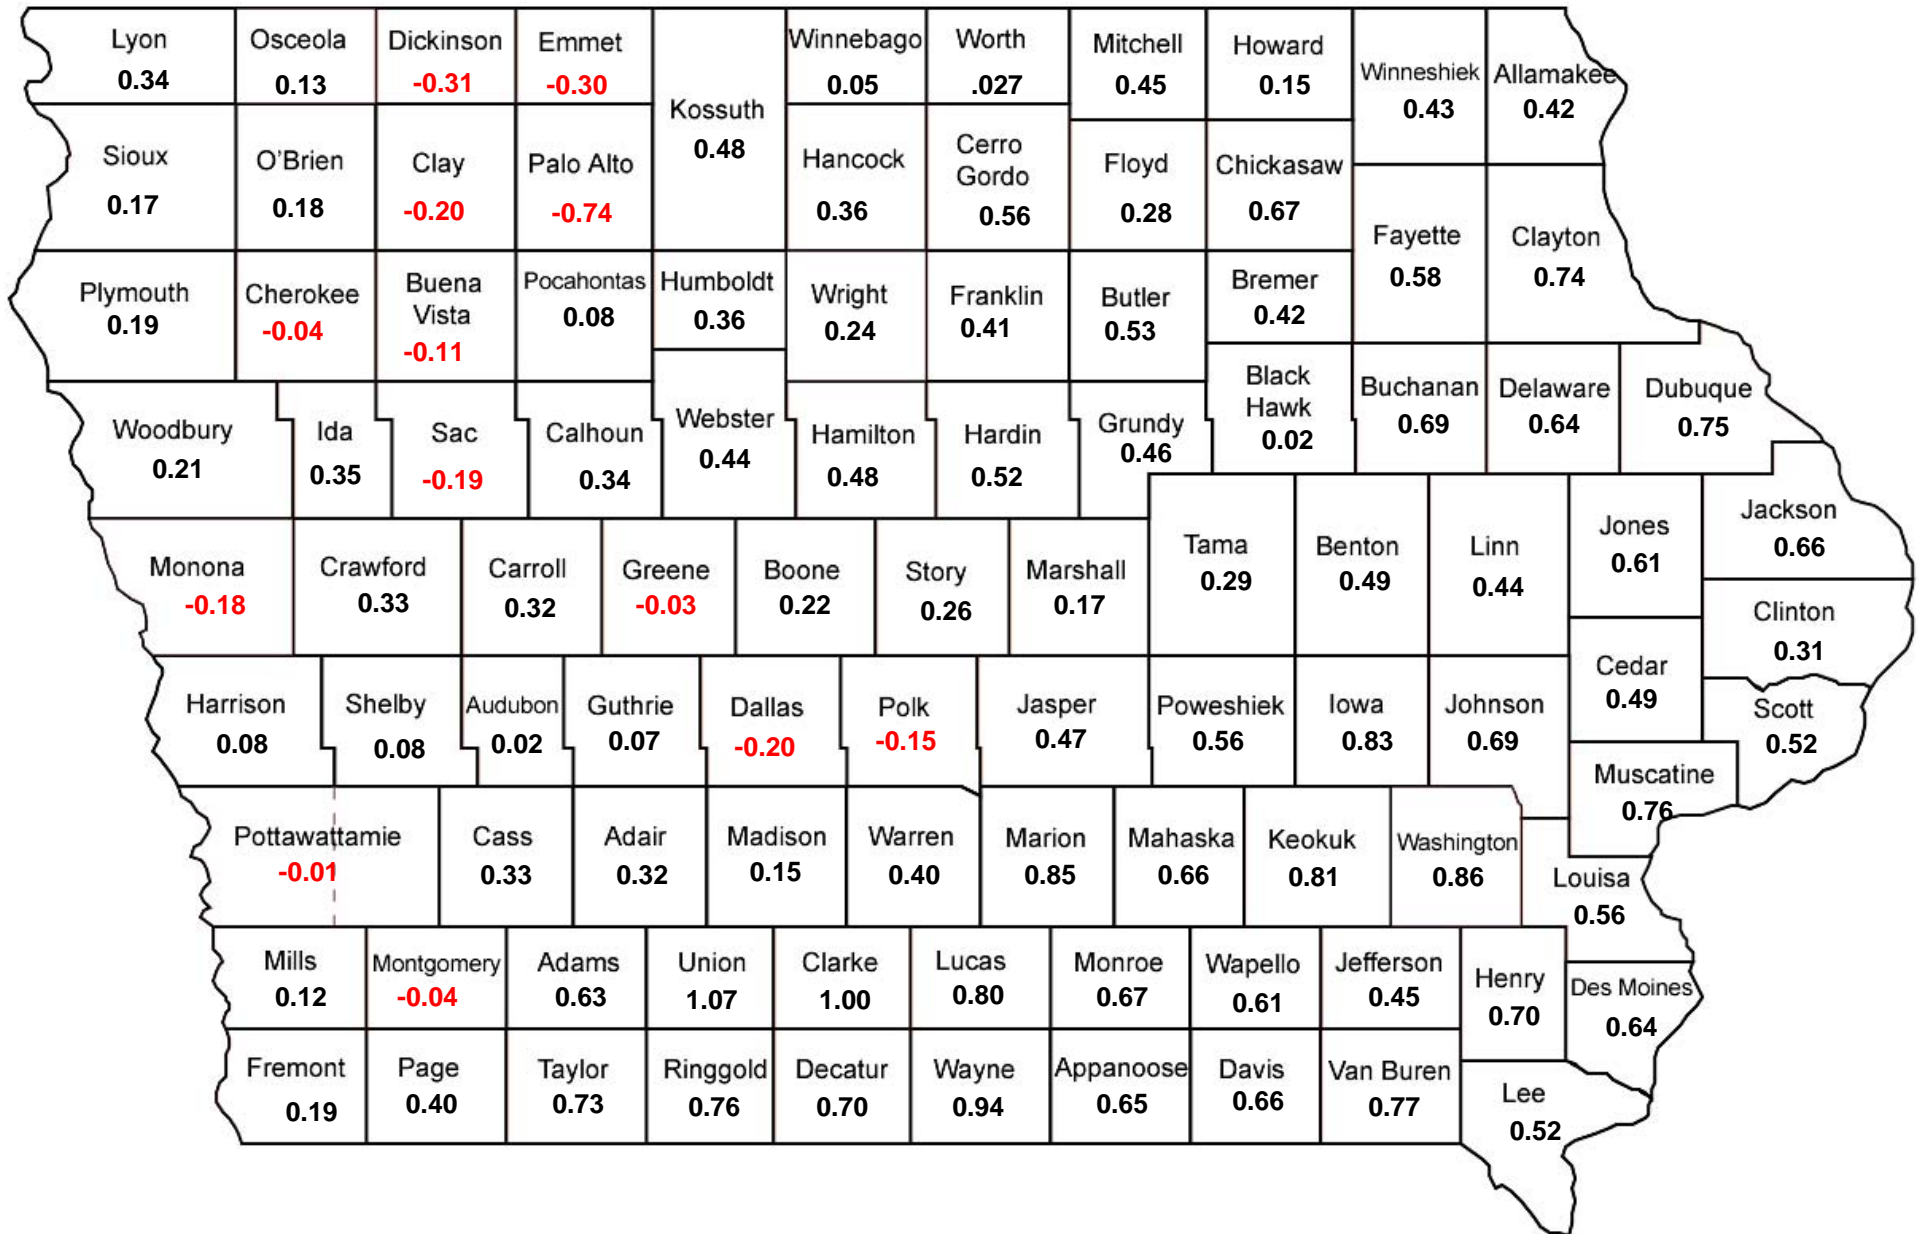 Lyon
0.34
Osceola
0.13
Dickinson
-0.31
Emmet
-0.30
Kossuth
0.48
Winnebago
0.05
Worth
.027
Mitchell
0.45
Howard
0.15
Winneshiek
0.43
Allamakee
0.42
Sioux
0.17
O'Brien
0.18
Clay
-0.20
Palo Alto
-0.74
Hancock
0.36
Cerro
Gordo
0.56
Floyd
0.28
Chickasaw
0.67
Fayette
0.58
Clayton
0.74
Plymouth
0.19
Cherokee
-0.04
Buena
Vista
-0.11
Pocahontas
0.08
Humboldt
0.36
Wright
0.24
Franklin
0.41
Butler
0.53
Bremer
0.42
Woodbury
0.21
Ida
0.35
Sac
-0.19
Calhoun
0.34
Webster
0.44
Hamilton
0.48
Hardin
0.52
Grundy
0.46
Black
Hawk
0.02
Buchanan
0.69
Delaware
0.64
Dubuque
0.75
Monona
-0.18
Crawford
0.33
Carroll
0.32
Greene
-0.03
Boone
0.22
Story
0.26
Marshall
0.17
Tama
0.29
Benton
0.49
Linn
0.44
Jones
0.61
Jackson
0.66
Clinton
0.31
Harrison
0.08
Shelby
0.08
Audubon
0.02
Guthrie
0.07
Dallas
-0.20
Polk
-0.15
Jasper
0.47
Poweshiek
0.56
Iowa
0.83
Johnson
0.69
Cedar
0.49
Scott
0.52
Muscatine
0.76
Pottawattamie
-0.01
Cass
0.33
Adair
0.32
Madison
0.15
Warren
0.40
Marion
0.85
Mahaska
0.66
Keokuk
0.81
Washington
0.86
Louisa
0.56
Mills
0.12
Montgomery
-0.04
Adams
0.63
Union
1.07
Clarke
1.00
Lucas
0.80
Monroe
0.67
Wapello
0.61
Jefferson
0.45
Henry
0.70
Des Moines
0.64
Fremont
0.19
Page
0.40
Taylor
0.73
Ringgold
0.76
Decatur
0.70
Wayne
0.94
Appanoose
0.65
Davis
0.66
Van Buren
0.77
Lee
0.52